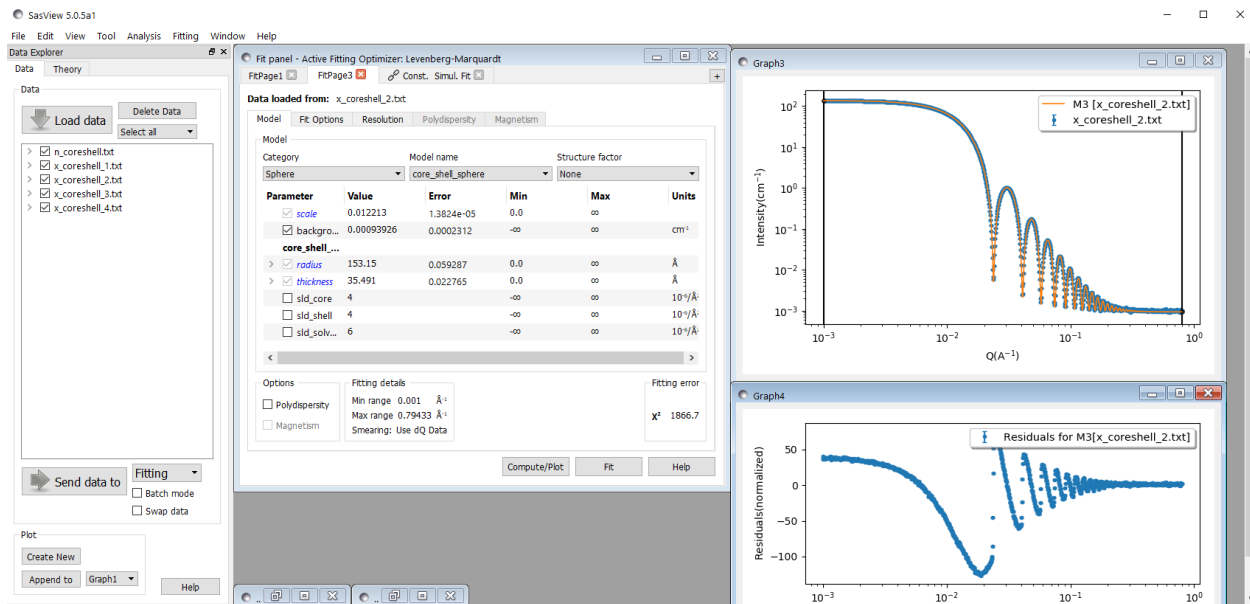 SasView 5.0.5a1
File Edit View Tool Analysis Fitting Window Help
Data Explorer
Data Theory
Data
Load data
Delete Data
Select all
n_coreshell.txt
x_coreshell_1.txt
x_coreshell_2.txt
x_coreshell_3.txt
x_coreshell_4.txt
Send data to
Fitting
Batch mode
Swap data
Plot
Create New
Append to Graph1 Help
Fit panel - Active Fitting Optimizer: Levenberg-Marquardt
FitPage1 FitPage3 Const. Simul. Fit +
Data loaded from: x_coreshell_2.txt
Model Fit Options Resolution Polydispersity Magnetism
Model
Category Model name Structure factor
Sphere core_shell_sphere None
Parameter Value Error Min Max Units
scale 0.012213 1.3824e-05 0.0 ∞
backgro... 0.00093926 0.0002312 -∞ ∞ cm⁻¹
core_shell_...
radius 153.15 0.059287 0.0 ∞ Å
thickness 35.491 0.022765 0.0 ∞ Å
sld_core 4 -∞ ∞ 10⁻⁶/Å
sld_shell 4 -∞ ∞ 10⁻⁶/Å
sld_solv... 6 -∞ ∞ 10⁻⁶/Å
Options
Polydispersity
Magnetism
Fitting details
Min range 0.001 Å⁻¹
Max range 0.79433 Å⁻¹
Smearing: Use dQ Data
Fitting error
χ² 1866.7
Compute/Plot Fit Help
.. ..
Graph3
Intensity(cm⁻¹)
10²
10¹
10⁰
10⁻¹
10⁻²
10⁻³
M3 [x_coreshell_2.txt]
x_coreshell_2.txt
10⁻³ 10⁻² 10⁻¹ 10⁰
Q(A⁻¹)
Graph4
Residuals(normalized)
50
0
−50
−100
Residuals for M3[x_coreshell_2.txt]
10⁻³ 10⁻² 10⁻¹ 10⁰